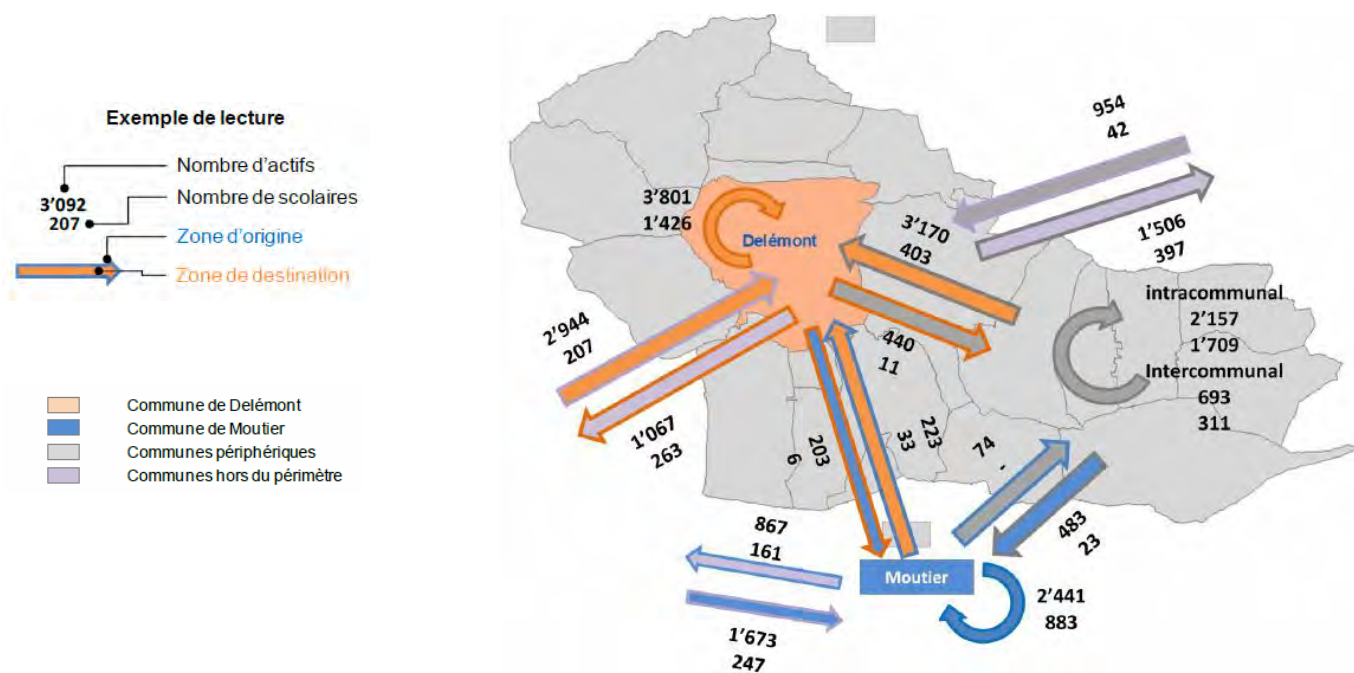 Exemple de lecture
Nombre d'actifs
3'092
207
Nombre de scolaires
Zone d'origine
Zone de destination
Commune de Delémont
Commune de Moutier
Communes périphériques
Communes hors du périmètre
954
42
3'801
1'426
Delémont
3'170
403
1'506
397
intracommunal
2'157
1'709
Intercommunal
693
311
2'944
207
440
11
1'067
263
203
6
223
33
74
-
483
23
867
161
Moutier
2'441
883
1'673
247